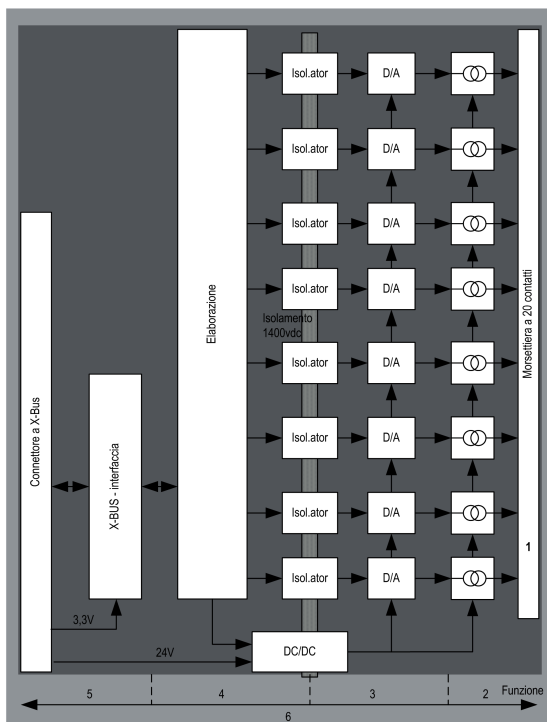 Isol.ator D/A
Isol.ator D/A
Isol.ator D/A
Isol.ator D/A
Isolamento
1400vdc
Isol.ator D/A
Isol.ator D/A
Isol.ator D/A
Isol.ator D/A
Connettore a X-Bus
X-BUS - interfaccia
Elaborazione
Morsettiera a 20 contatti
1
3,3V
24V
DC/DC
5 4 3 2 Funzione
6